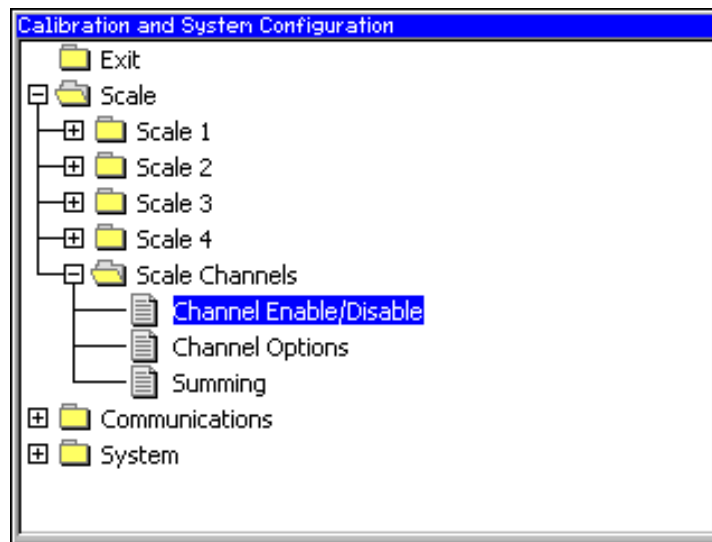 Calibration and System Configuration
Exit
Scale
Scale 1
Scale 2
Scale 3
Scale 4
Scale Channels
Channel Enable/Disable
Channel Options
Summing
Communications
System